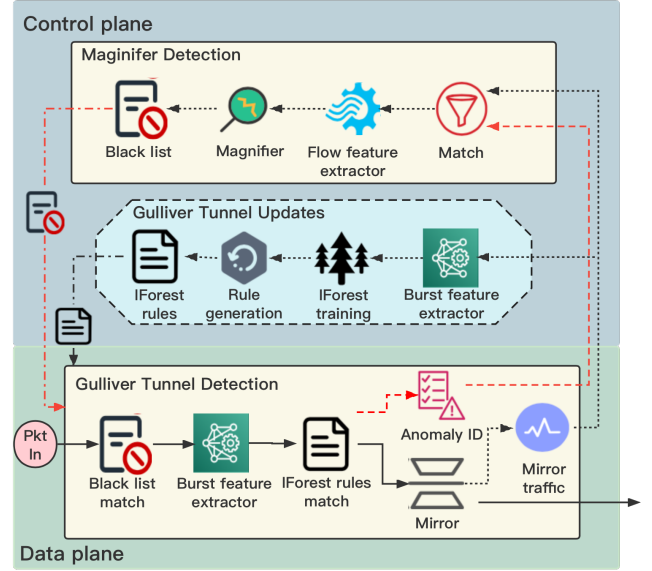 Control plane
Maginifer Detection
Black list
Magnifier
Flow feature
extractor
Match
Gulliver Tunnel Updates
IForest
rules
Rule
generation
IForest
training
Burst feature
extractor
Gulliver Tunnel Detection
Pkt
In
Black list
match
Burst feature
extractor
IForest rules
match
Anomaly ID
Mirror
Mirror
traffic
Data plane